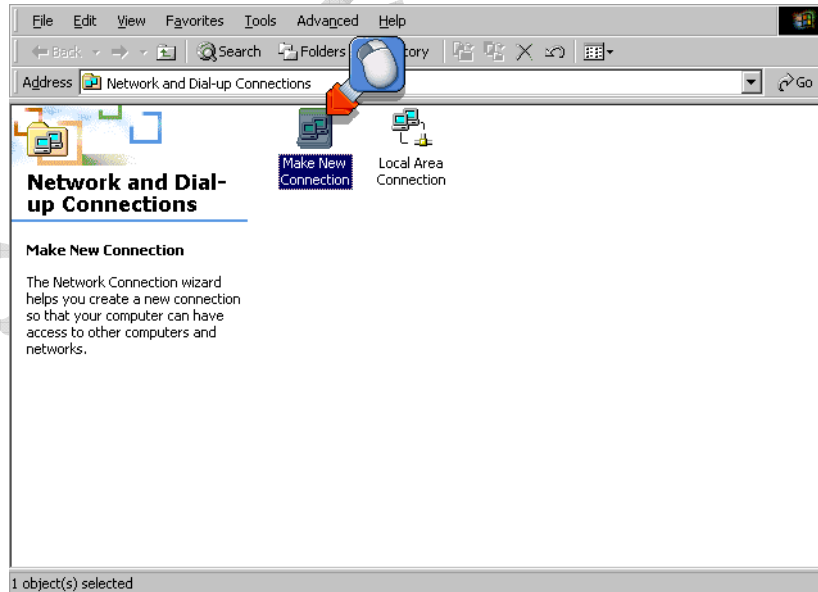 File Edit View Favorites Tools Advanced Help
Back Search Folders tory
Address Network and Dial-up Connections Go
Make New
Connection
Local Area
Connection
Network and Dial-
up Connections
Make New Connection
The Network Connection wizard
helps you create a new connection
so that your computer can have
access to other computers and
networks.
1 object(s) selected